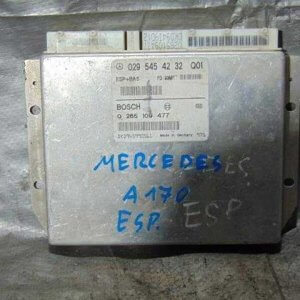 029 545 42 32 Q01
ESP+BAS
BOSCH
0 265 109 477
Made in Germany
MERCEDES
A170
ESP.
ESP